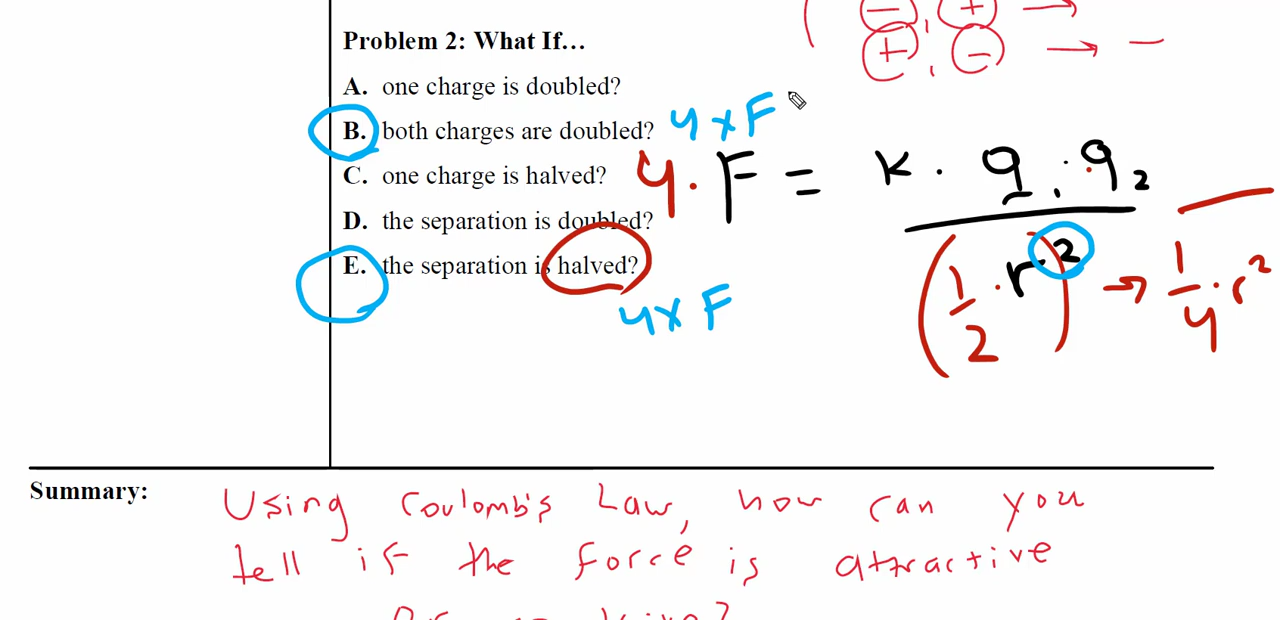 (−), (+) →
(+), (−) → −
Problem 2: What If…
A. one charge is doubled?
B. both charges are doubled? 4 × F
C. one charge is halved?
D. the separation is doubled?
E. the separation is halved?
4 × F
4 · F = k · q₁ · q₂
(1/2 · r)² → 1/4 · r²
Summary: Using Coulomb's Law, how can you
tell if the force is attractive